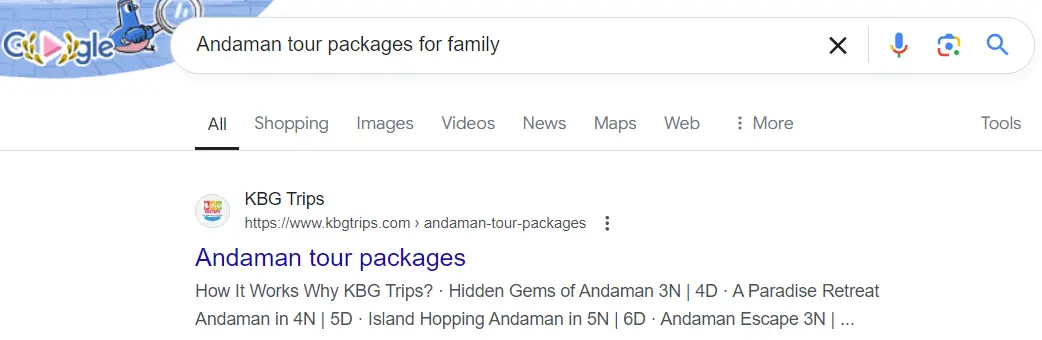 Google
Andaman tour packages for family
All Shopping Images Videos News Maps Web More Tools
KBG Trips
https://www.kbgtrips.com › andaman-tour-packages
Andaman tour packages
How It Works Why KBG Trips? · Hidden Gems of Andaman 3N | 4D · A Paradise Retreat
Andaman in 4N | 5D · Island Hopping Andaman in 5N | 6D · Andaman Escape 3N | ...